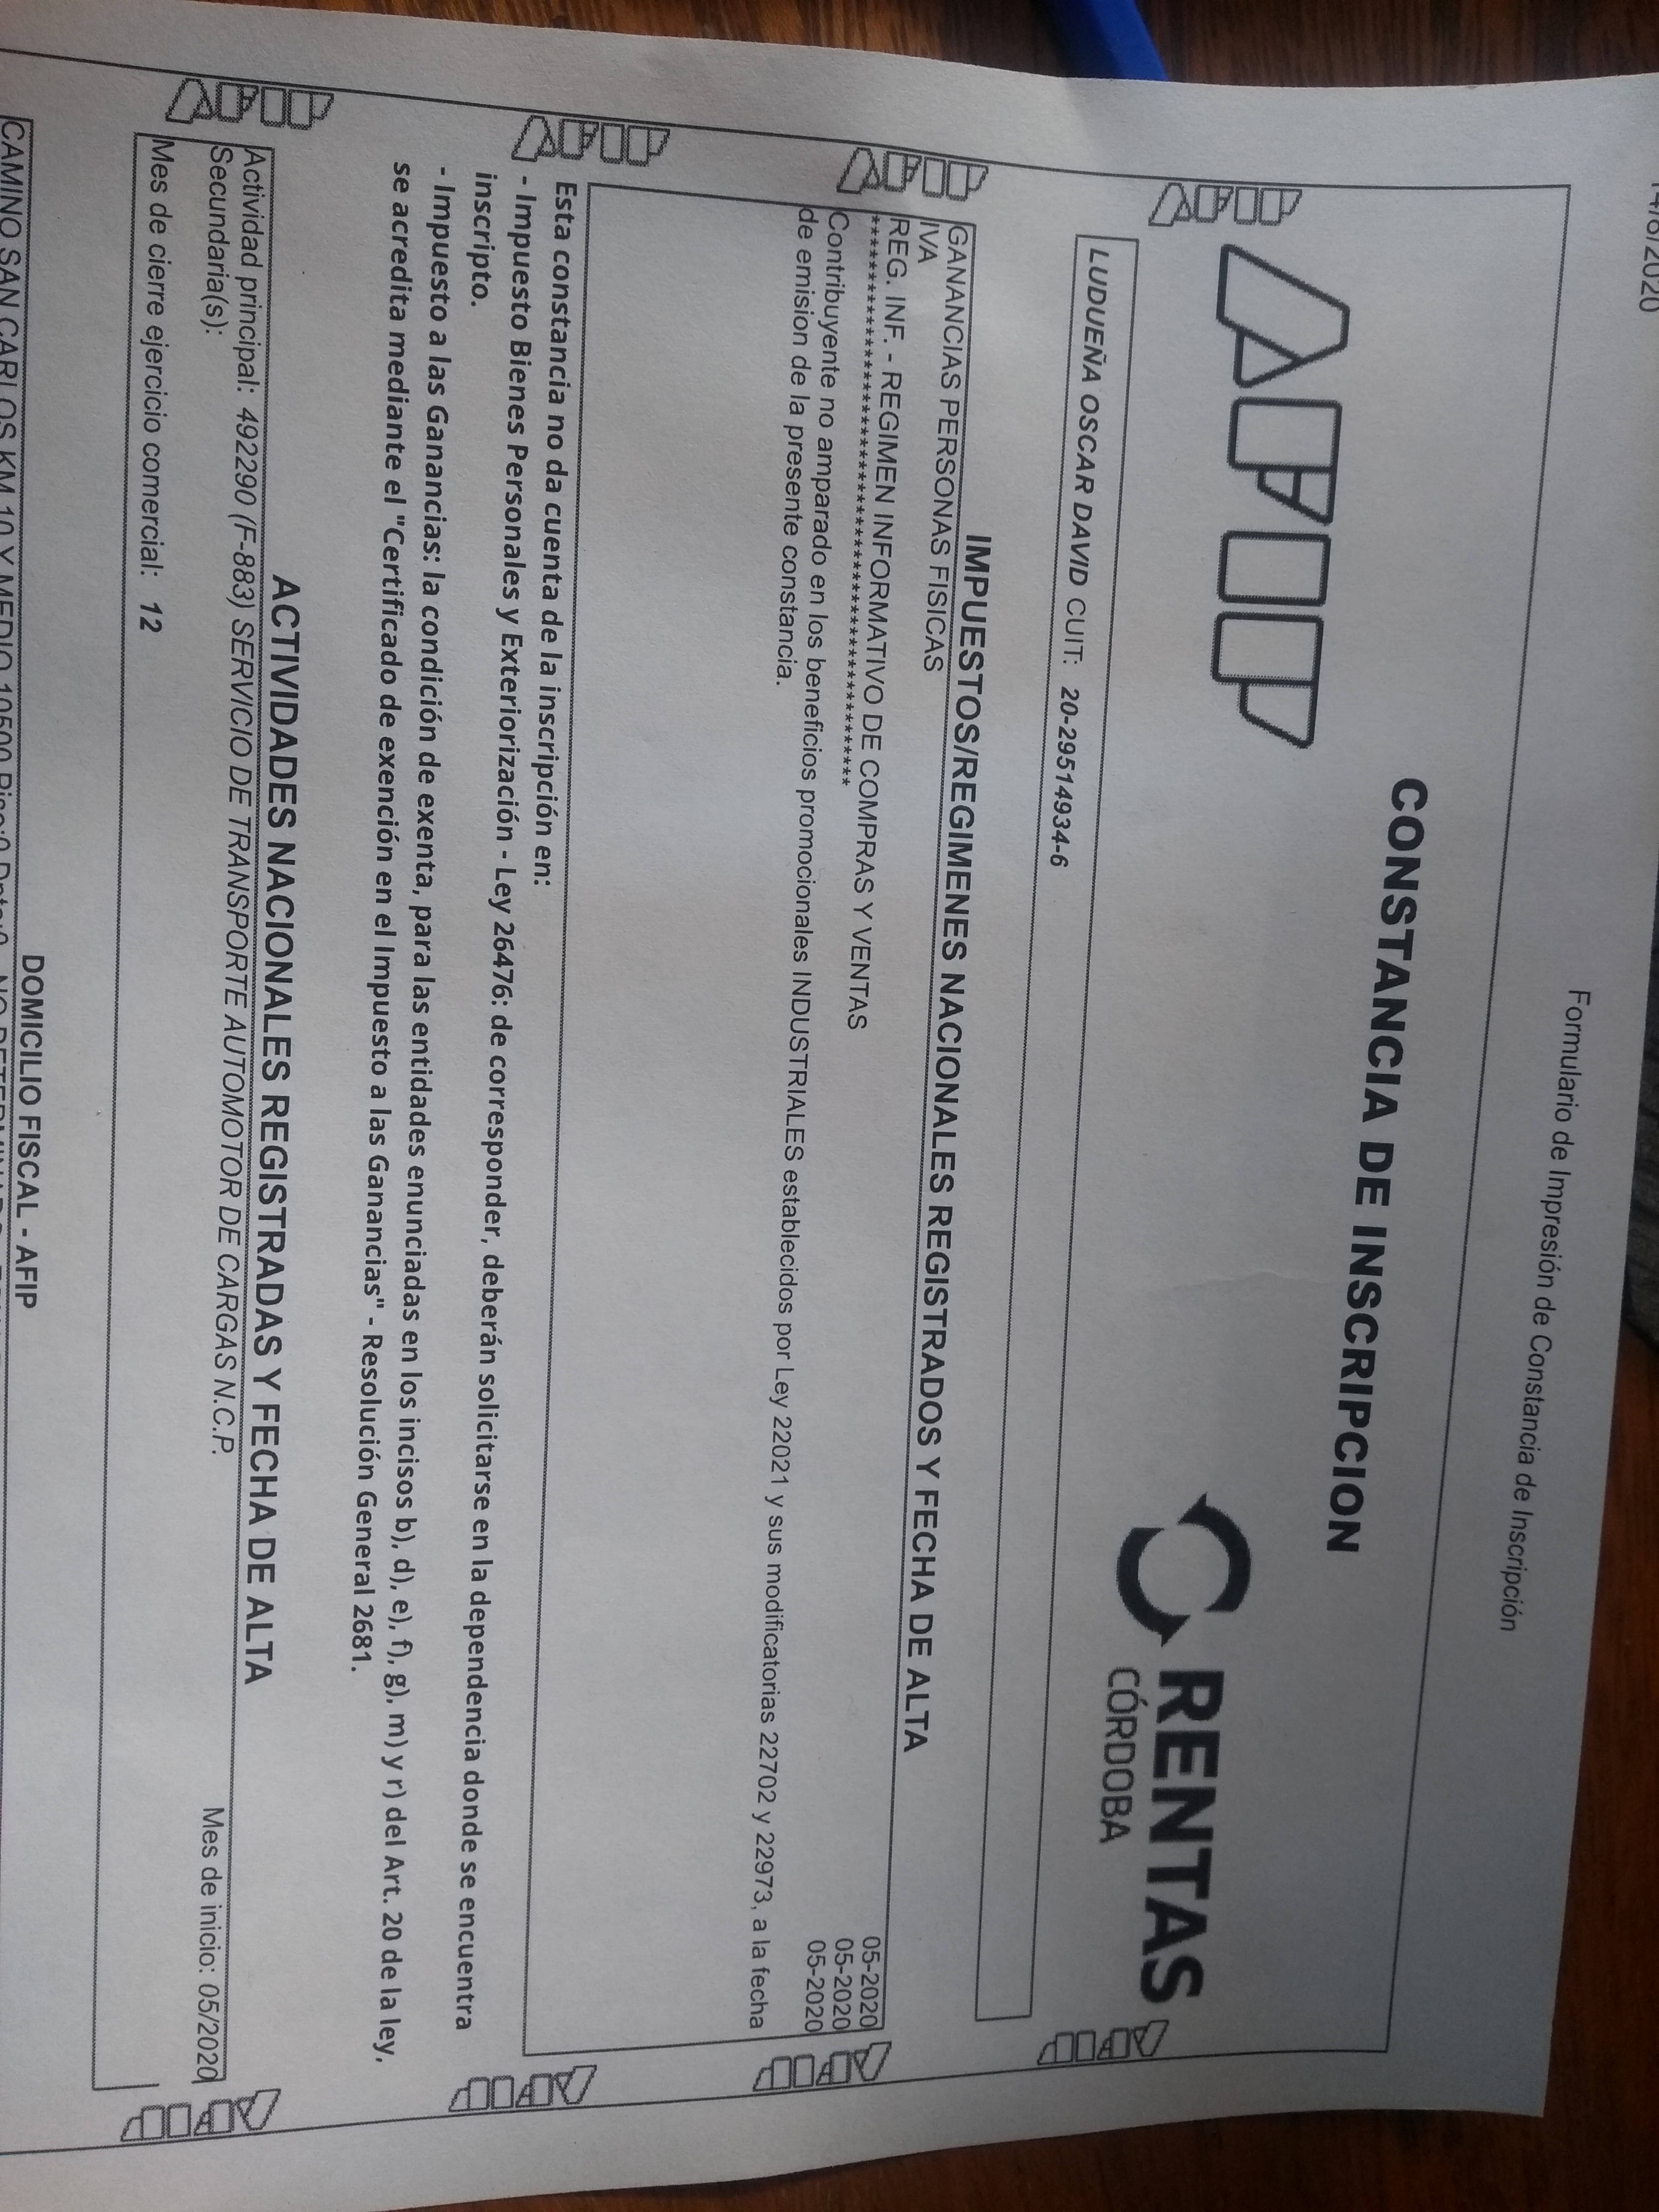 Formulario de Impresión de Constancia de Inscripción
CONSTANCIA DE INSCRIPCION
AFIP
RENTAS
CÓRDOBA
LUDUEÑA OSCAR DAVID CUIT: 20-29514934-6
IMPUESTOS/REGIMENES NACIONALES REGISTRADOS Y FECHA DE ALTA
GANANCIAS PERSONAS FISICAS 05-2020
IVA 05-2020
REG. INF. - REGIMEN INFORMATIVO DE COMPRAS Y VENTAS 05-2020
Contribuyente no amparado en los beneficios promocionales INDUSTRIALES establecidos por Ley 22021 y sus modificatorias 22702 y 22973, a la fecha
de emision de la presente constancia.
Esta constancia no da cuenta de la inscripción en:
- Impuesto Bienes Personales y Exteriorización - Ley 26476: de corresponder, deberán solicitarse en la dependencia donde se encuentra
inscripto.
- Impuesto a las Ganancias: la condición de exenta, para las entidades enunciadas en los incisos b), d), e), f), g), m) y r) del Art. 20 de la ley,
se acredita mediante el "Certificado de exención en el Impuesto a las Ganancias" - Resolución General 2681.
ACTIVIDADES NACIONALES REGISTRADAS Y FECHA DE ALTA
Actividad principal: 492290 (F-883) SERVICIO DE TRANSPORTE AUTOMOTOR DE CARGAS N.C.P. Mes de inicio: 05/2020
Secundaria(s):
Mes de cierre ejercicio comercial: 12
DOMICILIO FISCAL - AFIP
CAMINO SAN CARLOS KM 10 Y MEDIO 10500 Piso:0 Dpto:0